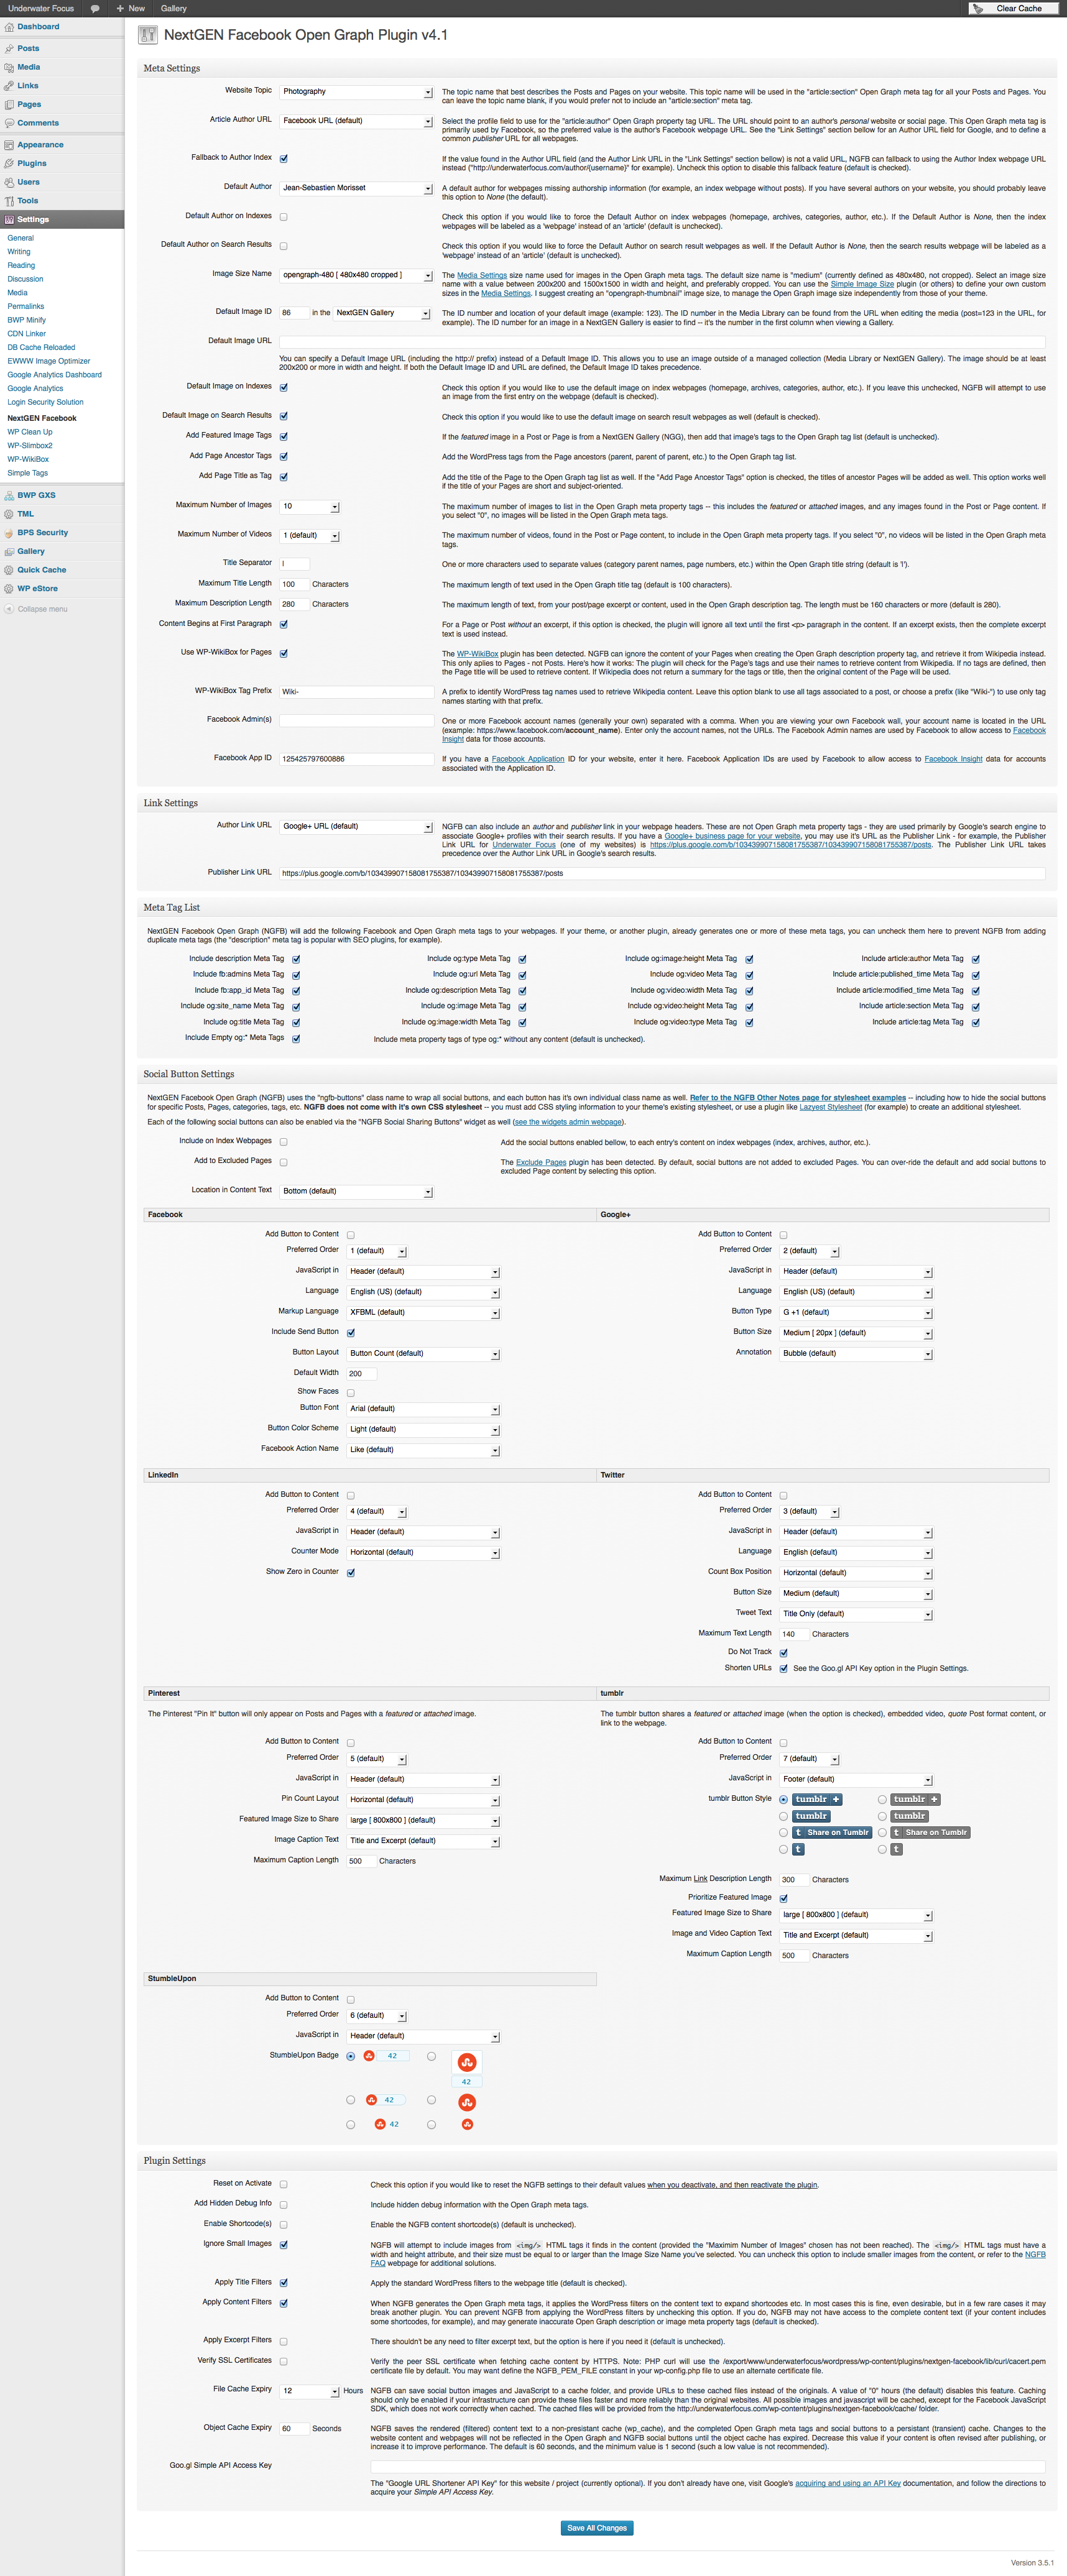 Underwater Focus
New
Gallery
Clear Cache
Dashboard
Posts
Media
Links
Pages
Comments
Appearance
Plugins
Users
Tools
Settings
General
Writing
Reading
Discussion
Media
Permalinks
BWP Minify
CDN Linker
DB Cache Reloaded
EWWW Image Optimizer
Google Analytics Dashboard
Google Analytics
Login Security Solution
NextGEN Facebook
WP Clean Up
WP-Slimbox2
WP-WikiBox
Simple Tags
BWP GXS
TML
BPS Security
Gallery
Quick Cache
WP eStore
Collapse menu
NextGEN Facebook Open Graph Plugin v4.1
Meta Settings
Website Topic Photography
The topic name that best describes the Posts and Pages on your website. This topic name will be used in the "article:section" Open Graph meta tag for all your Posts and Pages. You
can leave the topic name blank, if you would prefer not to include an "article:section" meta tag.
Article Author URL Facebook URL (default)
Select the profile field to use for the "article:author" Open Graph property tag URL. The URL should point to an author's personal website or social page. This Open Graph meta tag is
primarily used by Facebook, so the preferred value is the author's Facebook webpage URL. See the "Link Settings" section bellow for an Author URL field for Google, and to define a
common publisher URL for all webpages.
Fallback to Author Index
If the value found in the Author URL field (and the Author Link URL in the "Link Settings" section bellow) is not a valid URL, NGFB can fallback to using the Author Index webpage URL
instead ("http://underwaterfocus.com/author/{username}" for example). Uncheck this option to disable this fallback feature (default is checked).
Default Author Jean-Sebastien Morisset
A default author for webpages missing authorship information (for example, an index webpage without posts). If you have several authors on your website, you should probably leave
this option to None (the default).
Default Author on Indexes
Check this option if you would like to force the Default Author on index webpages (homepage, archives, categories, author, etc.). If the Default Author is None, then the index
webpages will be labeled as a 'webpage' instead of an 'article' (default is unchecked).
Default Author on Search Results
Check this option if you would like to force the Default Author on search result webpages as well. If the Default Author is None, then the search results webpage will be labeled as a
'webpage' instead of an 'article' (default is unchecked).
Image Size Name opengraph-480 [ 480x480 cropped ]
The Media Settings size name used for images in the Open Graph meta tags. The default size name is "medium" (currently defined as 480x480, not cropped). Select an image size
name with a value between 200x200 and 1500x1500 in width and height, and preferably cropped. You can use the Simple Image Size plugin (or others) to define your own custom
sizes in the Media Settings. I suggest creating an "opengraph-thumbnail" image size, to manage the Open Graph image size independently from those of your theme.
Default Image ID 86 in the NextGEN Gallery
The ID number and location of your default image (example: 123). The ID number in the Media Library can be found from the URL when editing the media (post=123 in the URL, for
example). The ID number for an image in a NextGEN Gallery is easier to find -- it's the number in the first column when viewing a Gallery.
Default Image URL
You can specify a Default Image URL (including the http:// prefix) instead of a Default Image ID. This allows you to use an image outside of a managed collection (Media Library or NextGEN Gallery). The image should be at least
200x200 or more in width and height. If both the Default Image ID and URL are defined, the Default Image ID takes precedence.
Default Image on Indexes
Check this option if you would like to use the default image on index webpages (homepage, archives, categories, author, etc.). If you leave this unchecked, NGFB will attempt to use
an image from the first entry on the webpage (default is checked).
Default Image on Search Results
Check this option if you would like to use the default image on search result webpages as well (default is checked).
Add Featured Image Tags
If the featured image in a Post or Page is from a NextGEN Gallery (NGG), then add that image's tags to the Open Graph tag list (default is unchecked).
Add Page Ancestor Tags
Add the WordPress tags from the Page ancestors (parent, parent of parent, etc.) to the Open Graph tag list.
Add Page Title as Tag
Add the title of the Page to the Open Graph tag list as well. If the "Add Page Ancestor Tags" option is checked, the titles of ancestor Pages will be added as well. This option works well
if the title of your Pages are short and subject-oriented.
Maximum Number of Images 10
The maximum number of images to list in the Open Graph meta property tags -- this includes the featured or attached images, and any images found in the Post or Page content. If
you select "0", no images will be listed in the Open Graph meta tags.
Maximum Number of Videos 1 (default)
The maximum number of videos, found in the Post or Page content, to include in the Open Graph meta property tags. If you select "0", no videos will be listed in the Open Graph meta
tags.
Title Separator |
One or more characters used to separate values (category parent names, page numbers, etc.) within the Open Graph title string (default is '|').
Maximum Title Length 100 Characters
The maximum length of text used in the Open Graph title tag (default is 100 characters).
Maximum Description Length 280 Characters
The maximum length of text, from your post/page excerpt or content, used in the Open Graph description tag. The length must be 160 characters or more (default is 280).
Content Begins at First Paragraph
For a Page or Post without an excerpt, if this option is checked, the plugin will ignore all text until the first <p> paragraph in the content. If an excerpt exists, then the complete excerpt
text is used instead.
Use WP-WikiBox for Pages
The WP-WikiBox plugin has been detected. NGFB can ignore the content of your Pages when creating the Open Graph description property tag, and retrieve it from Wikipedia instead.
This only aplies to Pages - not Posts. Here's how it works: The plugin will check for the Page's tags and use their names to retrieve content from Wikipedia. If no tags are defined, then
the Page title will be used to retrieve content. If Wikipedia does not return a summary for the tags or title, then the original content of the Page will be used.
WP-WikiBox Tag Prefix Wiki-
A prefix to identify WordPress tag names used to retrieve Wikipedia content. Leave this option blank to use all tags associated to a post, or choose a prefix (like "Wiki-") to use only tag
names starting with that prefix.
Facebook Admin(s)
One or more Facebook account names (generally your own) separated with a comma. When you are viewing your own Facebook wall, your account name is located in the URL
(example: https://www.facebook.com/account_name). Enter only the account names, not the URLs. The Facebook Admin names are used by Facebook to allow access to Facebook
Insight data for those accounts.
Facebook App ID 125425797600886
If you have a Facebook Application ID for your website, enter it here. Facebook Application IDs are used by Facebook to allow access to Facebook Insight data for accounts
associated with the Application ID.
Link Settings
Author Link URL Google+ URL (default)
NGFB can also include an author and publisher link in your webpage headers. These are not Open Graph meta property tags - they are used primarily by Google's search engine to
associate Google+ profiles with their search results. If you have a Google+ business page for your website, you may use it's URL as the Publisher Link - for example, the Publisher
Link URL for Underwater Focus (one of my websites) is https://plus.google.com/b/103439907158081755387/103439907158081755387/posts. The Publisher Link URL takes
precedence over the Author Link URL in Google's search results.
Publisher Link URL https://plus.google.com/b/103439907158081755387/103439907158081755387/posts
Meta Tag List
NextGEN Facebook Open Graph (NGFB) will add the following Facebook and Open Graph meta tags to your webpages. If your theme, or another plugin, already generates one or more of these meta tags, you can uncheck them here to prevent NGFB from adding
duplicate meta tags (the "description" meta tag is popular with SEO plugins, for example).
Include description Meta Tag Include og:type Meta Tag Include og:image:height Meta Tag Include article:author Meta Tag
Include fb:admins Meta Tag Include og:url Meta Tag Include og:video Meta Tag Include article:published_time Meta Tag
Include fb:app_id Meta Tag Include og:description Meta Tag Include og:video:width Meta Tag Include article:modified_time Meta Tag
Include og:site_name Meta Tag Include og:image Meta Tag Include og:video:height Meta Tag Include article:section Meta Tag
Include og:title Meta Tag Include og:image:width Meta Tag Include og:video:type Meta Tag Include article:tag Meta Tag
Include Empty og:* Meta Tags Include meta property tags of type og:* without any content (default is unchecked).
Social Button Settings
NextGEN Facebook Open Graph (NGFB) uses the "ngfb-buttons" class name to wrap all social buttons, and each button has it's own individual class name as well. Refer to the NGFB Other Notes page for stylesheet examples -- including how to hide the social buttons
for specific Posts, Pages, categories, tags, etc. NGFB does not come with it's own CSS stylesheet -- you must add CSS styling information to your theme's existing stylesheet, or use a plugin like Lazyest Stylesheet (for example) to create an additional stylesheet.
Each of the following social buttons can also be enabled via the "NGFB Social Sharing Buttons" widget as well (see the widgets admin webpage).
Include on Index Webpages
Add the social buttons enabled bellow, to each entry's content on index webpages (index, archives, author, etc.).
Add to Excluded Pages
The Exclude Pages plugin has been detected. By default, social buttons are not added to excluded Pages. You can over-ride the default and add social buttons to
excluded Page content by selecting this option.
Location in Content Text Bottom (default)
Facebook
Add Button to Content
Preferred Order 1 (default)
JavaScript in Header (default)
Language English (US) (default)
Markup Language XFBML (default)
Include Send Button
Button Layout Button Count (default)
Default Width 200
Show Faces
Button Font Arial (default)
Button Color Scheme Light (default)
Facebook Action Name Like (default)
Google+
Add Button to Content
Preferred Order 2 (default)
JavaScript in Header (default)
Language English (US) (default)
Button Type G +1 (default)
Button Size Medium [ 20px ] (default)
Annotation Bubble (default)
LinkedIn
Add Button to Content
Preferred Order 4 (default)
JavaScript in Header (default)
Counter Mode Horizontal (default)
Show Zero in Counter
Twitter
Add Button to Content
Preferred Order 3 (default)
JavaScript in Header (default)
Language English (default)
Count Box Position Horizontal (default)
Button Size Medium (default)
Tweet Text Title Only (default)
Maximum Text Length 140 Characters
Do Not Track
Shorten URLs See the Goo.gl API Key option in the Plugin Settings.
Pinterest
The Pinterest "Pin It" button will only appear on Posts and Pages with a featured or attached image.
Add Button to Content
Preferred Order 5 (default)
JavaScript in Header (default)
Pin Count Layout Horizontal (default)
Featured Image Size to Share large [ 800x800 ] (default)
Image Caption Text Title and Excerpt (default)
Maximum Caption Length 500 Characters
tumblr
The tumblr button shares a featured or attached image (when the option is checked), embedded video, quote Post format content, or
link to the webpage.
Add Button to Content
Preferred Order 7 (default)
JavaScript in Footer (default)
tumblr Button Style tumblr + tumblr +
tumblr tumblr
t Share on Tumblr t Share on Tumblr
t t
Maximum Link Description Length 300 Characters
Prioritize Featured Image
Featured Image Size to Share large [ 800x800 ] (default)
Image and Video Caption Text Title and Excerpt (default)
Maximum Caption Length 500 Characters
StumbleUpon
Add Button to Content
Preferred Order 6 (default)
JavaScript in Header (default)
StumbleUpon Badge 42
42
42
42
Plugin Settings
Reset on Activate
Check this option if you would like to reset the NGFB settings to their default values when you deactivate, and then reactivate the plugin.
Add Hidden Debug Info
Include hidden debug information with the Open Graph meta tags.
Enable Shortcode(s)
Enable the NGFB content shortcode(s) (default is unchecked).
Ignore Small Images
NGFB will attempt to include images from <img/> HTML tags it finds in the content (provided the "Maximim Number of Images" chosen has not been reached). The <img/> HTML tags must have a
width and height attribute, and their size must be equal to or larger than the Image Size Name you've selected. You can uncheck this option to include smaller images from the content, or refer to the NGFB
FAQ webpage for additional solutions.
Apply Title Filters
Apply the standard WordPress filters to the webpage title (default is checked).
Apply Content Filters
When NGFB generates the Open Graph meta tags, it applies the WordPress filters on the content text to expand shortcodes etc. In most cases this is fine, even desirable, but in a few rare cases it may
break another plugin. You can prevent NGFB from applying the WordPress filters by unchecking this option. If you do, NGFB may not have access to the complete content text (if your content includes
some shortcodes, for example), and may generate inaccurate Open Graph description or image meta property tags (default is checked).
Apply Excerpt Filters
There shouldn't be any need to filter excerpt text, but the option is here if you need it (default is unchecked).
Verify SSL Certificates
Verify the peer SSL certificate when fetching cache content by HTTPS. Note: PHP curl will use the /export/www/underwaterfocus/wordpress/wp-content/plugins/nextgen-facebook/lib/curl/cacert.pem
certificate file by default. You may want define the NGFB_PEM_FILE constant in your wp-config.php file to use an alternate certificate file.
File Cache Expiry 12 Hours
NGFB can save social button images and JavaScript to a cache folder, and provide URLs to these cached files instead of the originals. A value of "0" hours (the default) disables this feature. Caching
should only be enabled if your infrastructure can provide these files faster and more reliably than the original websites. All possible images and javascript will be cached, except for the Facebook JavaScript
SDK, which does not work correctly when cached. The cached files will be provided from the http://underwaterfocus.com/wp-content/plugins/nextgen-facebook/cache/ folder.
Object Cache Expiry 60 Seconds
NGFB saves the rendered (filtered) content text to a non-presistant cache (wp_cache), and the completed Open Graph meta tags and social buttons to a persistant (transient) cache. Changes to the
website content and webpages will not be reflected in the Open Graph and NGFB social buttons until the object cache has expired. Decrease this value if your content is often revised after publishing, or
increase it to improve performance. The default is 60 seconds, and the minimum value is 1 second (such a low value is not recommended).
Goo.gl Simple API Access Key
The "Google URL Shortener API Key" for this website / project (currently optional). If you don't already have one, visit Google's acquiring and using an API Key documentation, and follow the directions to
acquire your Simple API Access Key.
Save All Changes
Version 3.5.1